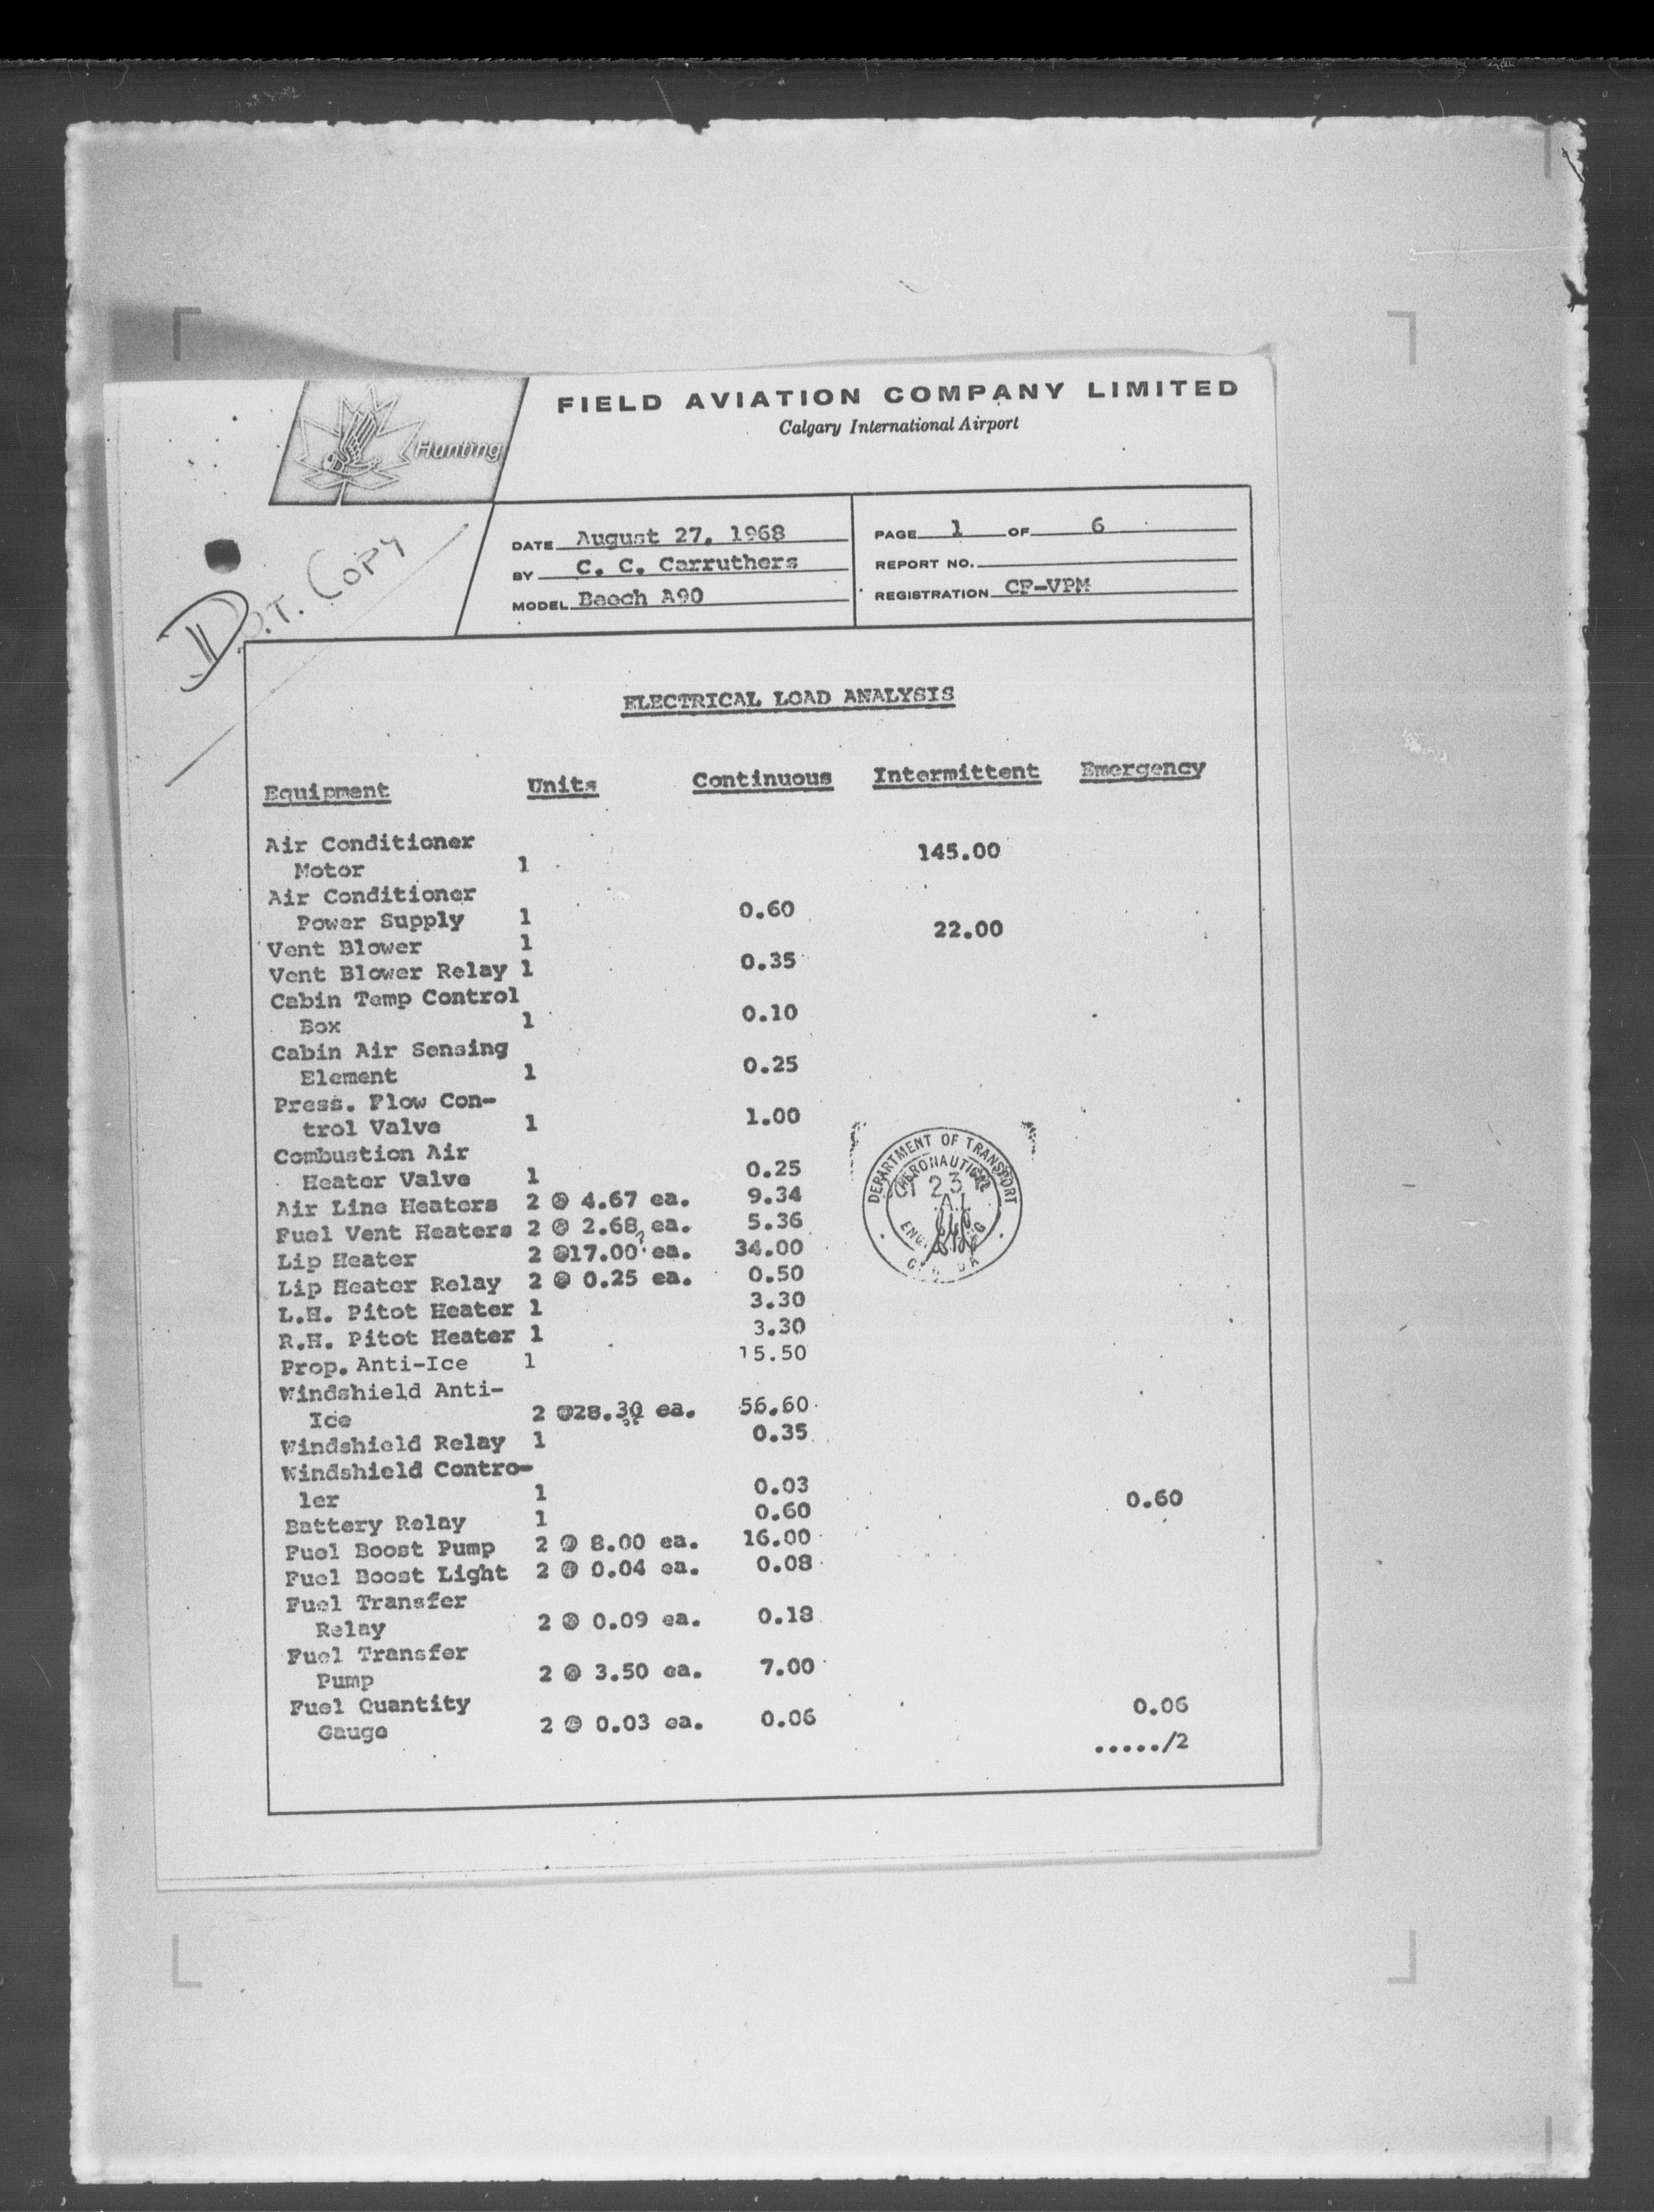 FIELD AVIATION COMPANY LIMITED
Calgary International Airport
Hunting
D.O.T. COPY
DATE August 27, 1968
BY C. C. Carruthers
MODEL Beech A90
PAGE 1 OF 6
REPORT NO.
REGISTRATION CF-VPM
ELECTRICAL LOAD ANALYSIS
Equipment Units Continuous Intermittent Emergency
Air Conditioner
Motor 1 145.00
Air Conditioner
Power Supply 1 0.60
Vent Blower 1 22.00
Vent Blower Relay 1 0.35
Cabin Temp Control
Box 1 0.10
Cabin Air Sensing
Element 1 0.25
Press. Flow Con-
trol Valve 1 1.00
Combustion Air
Heater Valve 1 0.25
Air Line Heaters 2 @ 4.67 ea. 9.34
Fuel Vent Heaters 2 @ 2.68 ea. 5.36
Lip Heater 2 @17.00 ea. 34.00
Lip Heater Relay 2 @ 0.25 ea. 0.50
L.H. Pitot Heater 1 3.30
R.H. Pitot Heater 1 3.30
Prop. Anti-Ice 1 15.50
Windshield Anti-
Ice 2 @28.30 ea. 56.60
Windshield Relay 1 0.35
Windshield Contro-
ler 1 0.03
Battery Relay 1 0.60 0.60
Fuel Boost Pump 2 @ 8.00 ea. 16.00
Fuel Boost Light 2 @ 0.04 ea. 0.08
Fuel Transfer
Relay 2 @ 0.09 ea. 0.18
Fuel Transfer
Pump 2 @ 3.50 ea. 7.00
Fuel Quantity
Gauge 2 @ 0.03 ea. 0.06 0.06
...../2
DEPARTMENT OF TRANSPORT
AERONAUTICAL
23
CANADA